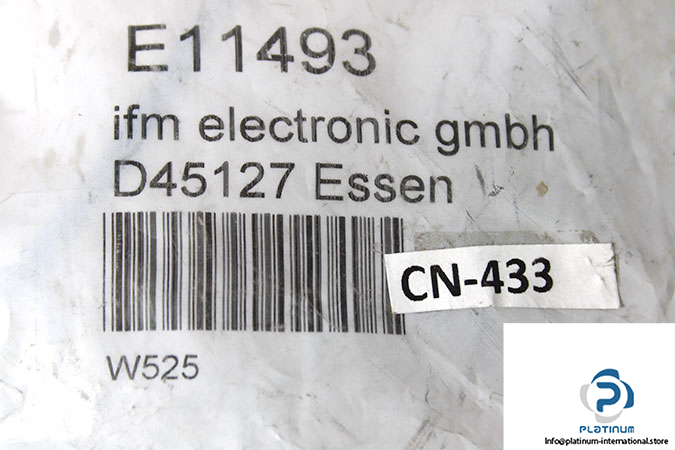 E11493
ifm electronic gmbh
D45127 Essen
CN-433
W525
PLATINUM
Info@platinum-international.store